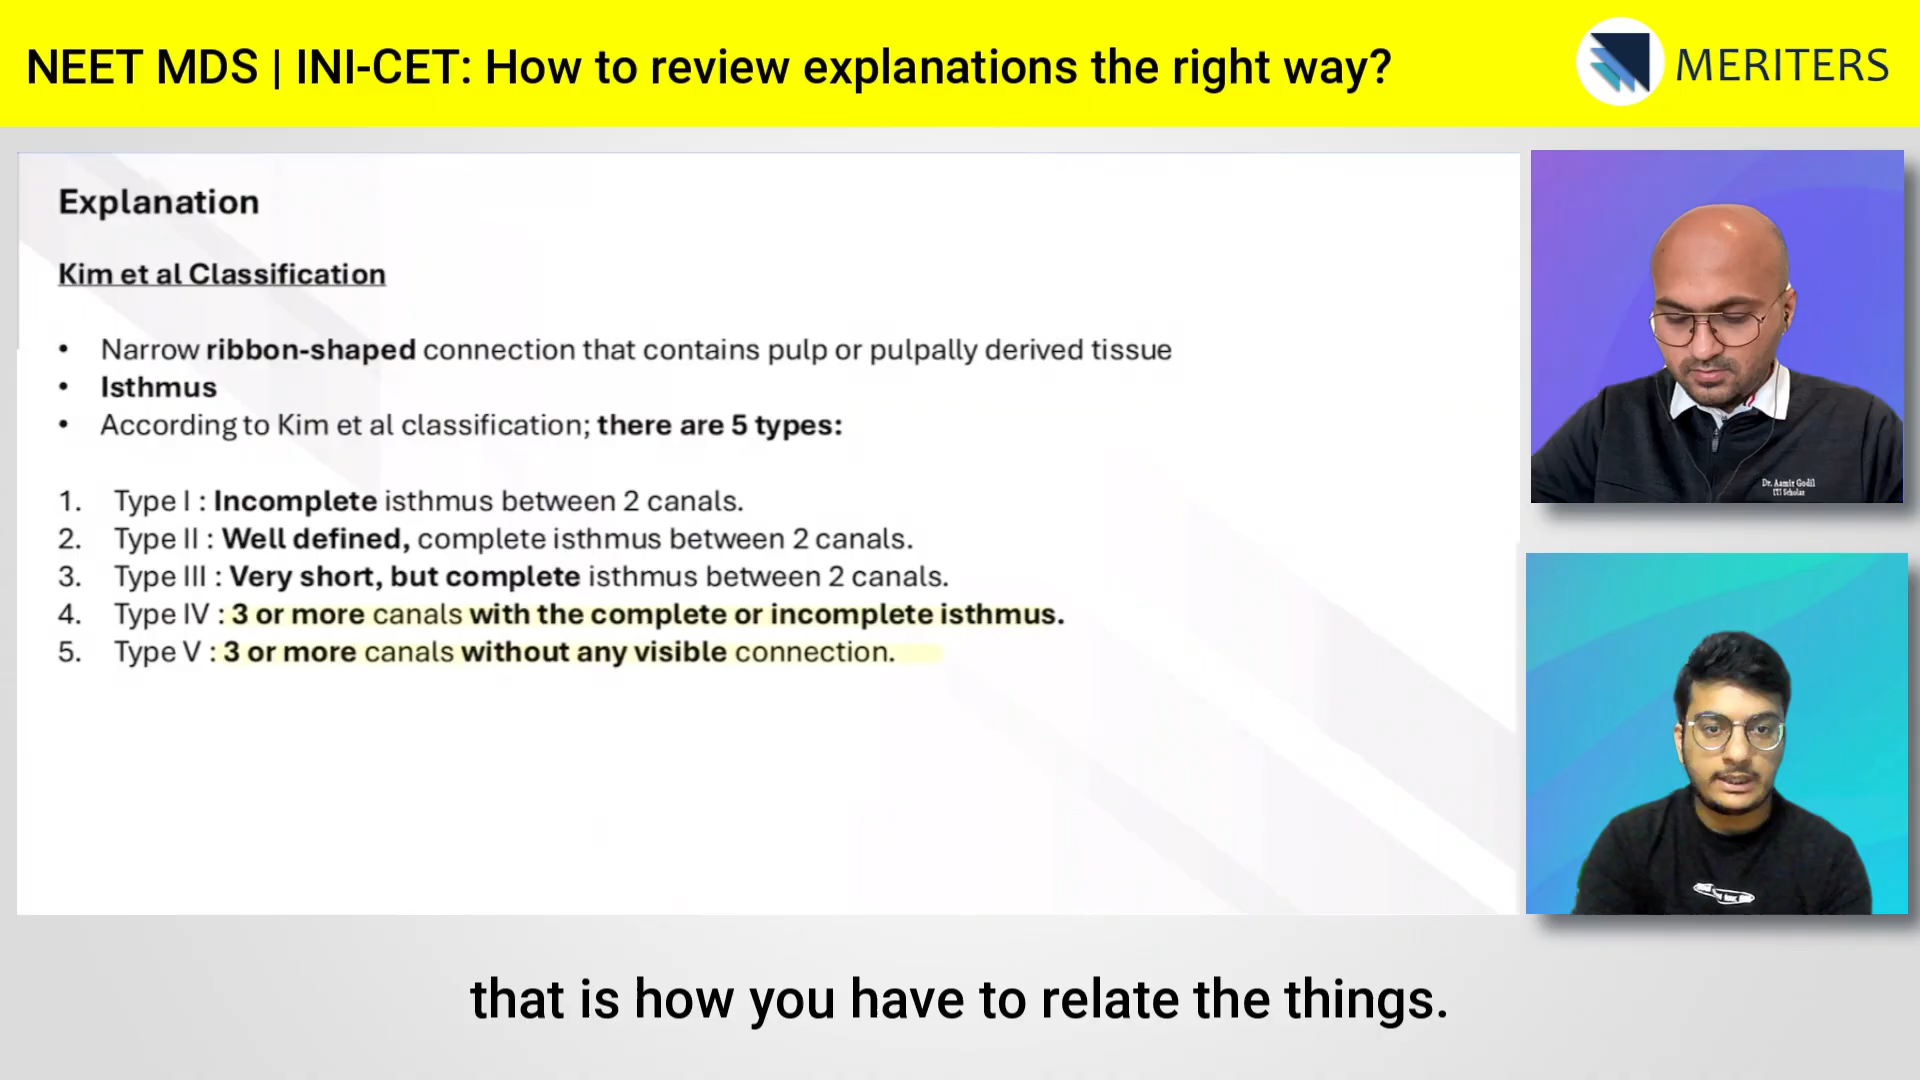 NEET MDS | INI-CET: How to review explanations the right way?
MERITERS
Explanation
Kim et al Classification
• Narrow ribbon-shaped connection that contains pulp or pulpally derived tissue
• Isthmus
• According to Kim et al classification; there are 5 types:
1. Type I : Incomplete isthmus between 2 canals.
2. Type II : Well defined, complete isthmus between 2 canals.
3. Type III : Very short, but complete isthmus between 2 canals.
4. Type IV : 3 or more canals with the complete or incomplete isthmus.
5. Type V : 3 or more canals without any visible connection.
Dr. Aamir Godil
ITI Scholar
that is how you have to relate the things.